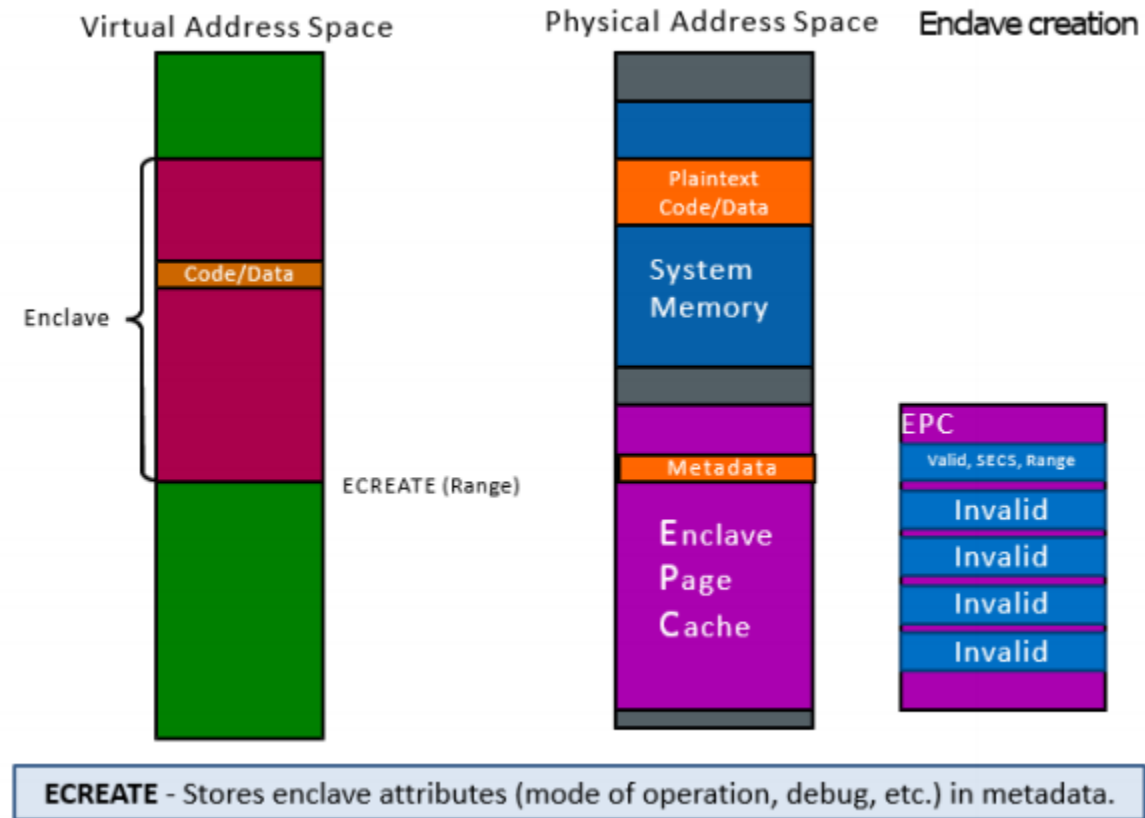 Virtual Address Space
Physical Address Space
Enclave creation
Plaintext
Code/Data
Code/Data
System
Memory
Enclave
EPC
Valid, SECS, Range
Metadata
ECREATE (Range)
Invalid
Enclave
Page
Cache
Invalid
Invalid
Invalid
ECREATE - Stores enclave attributes (mode of operation, debug, etc.) in metadata.